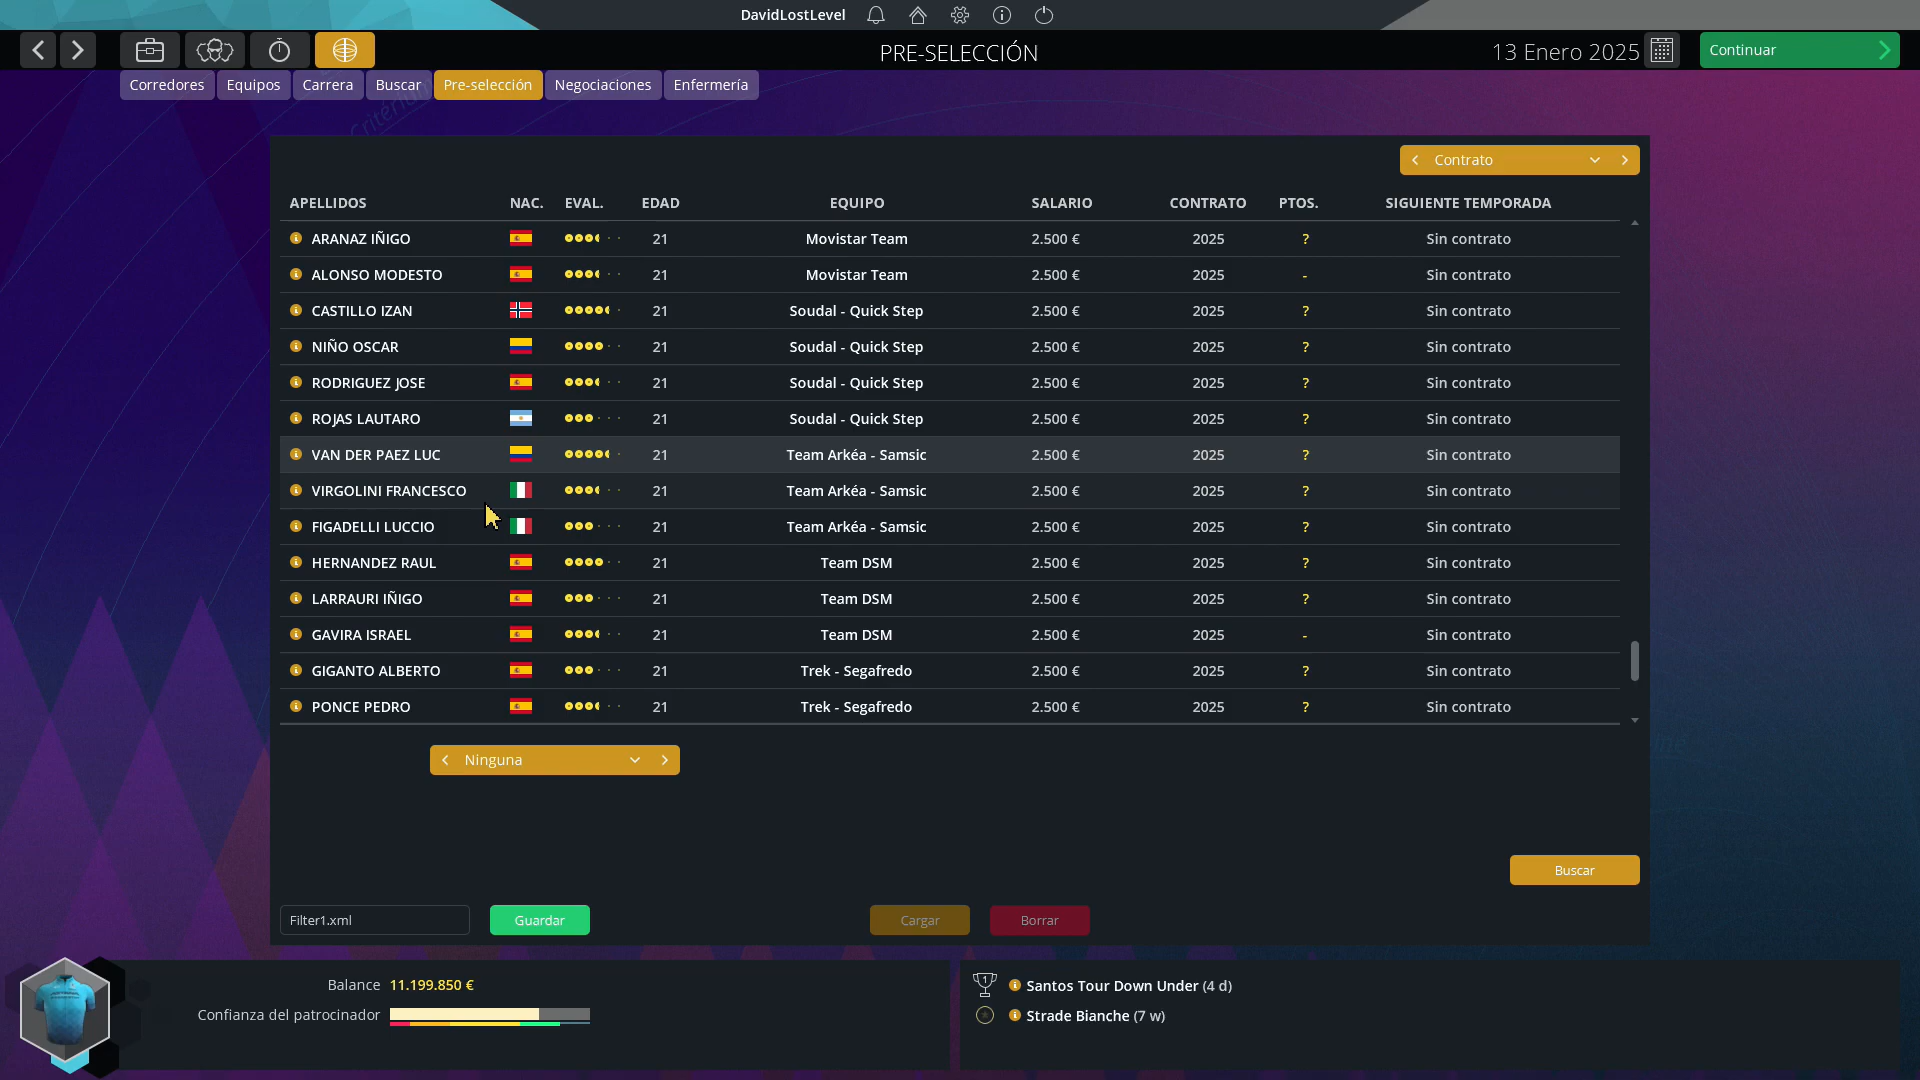 DavidLostLevel
PRE-SELECCIÓN
13 Enero 2025
Continuar
Corredores Equipos Carrera Buscar Pre-selección Negociaciones Enfermería
Contrato
APELLIDOS NAC. EVAL. EDAD EQUIPO SALARIO CONTRATO PTOS. SIGUIENTE TEMPORADA
ARANAZ IÑIGO 21 Movistar Team 2.500 € 2025 ? Sin contrato
ALONSO MODESTO 21 Movistar Team 2.500 € 2025 - Sin contrato
CASTILLO IZAN 21 Soudal - Quick Step 2.500 € 2025 ? Sin contrato
NIÑO OSCAR 21 Soudal - Quick Step 2.500 € 2025 ? Sin contrato
RODRIGUEZ JOSE 21 Soudal - Quick Step 2.500 € 2025 ? Sin contrato
ROJAS LAUTARO 21 Soudal - Quick Step 2.500 € 2025 ? Sin contrato
VAN DER PAEZ LUC 21 Team Arkéa - Samsic 2.500 € 2025 ? Sin contrato
VIRGOLINI FRANCESCO 21 Team Arkéa - Samsic 2.500 € 2025 ? Sin contrato
FIGADELLI LUCCIO 21 Team Arkéa - Samsic 2.500 € 2025 ? Sin contrato
HERNANDEZ RAUL 21 Team DSM 2.500 € 2025 ? Sin contrato
LARRAURI IÑIGO 21 Team DSM 2.500 € 2025 ? Sin contrato
GAVIRA ISRAEL 21 Team DSM 2.500 € 2025 - Sin contrato
GIGANTO ALBERTO 21 Trek - Segafredo 2.500 € 2025 ? Sin contrato
PONCE PEDRO 21 Trek - Segafredo 2.500 € 2025 ? Sin contrato
Ninguna
Buscar
Filter1.xml Guardar Cargar Borrar
Balance 11.199.850 €
Confianza del patrocinador
Santos Tour Down Under (4 d)
Strade Bianche (7 w)